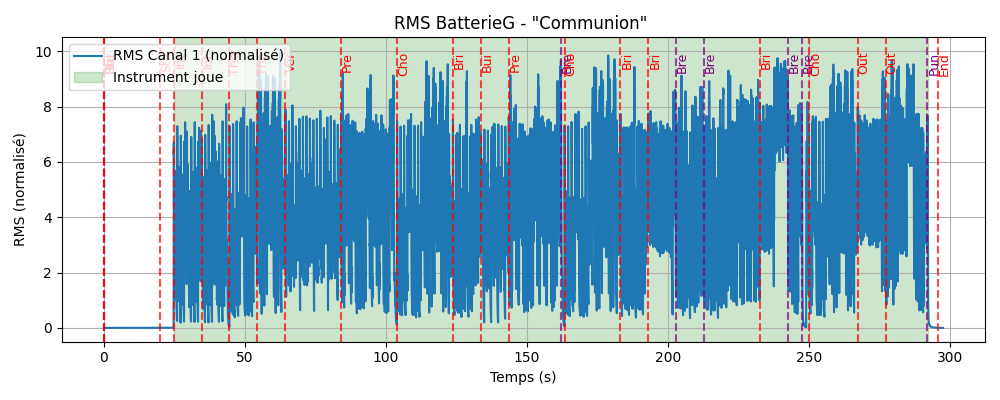 RMS BatterieG - "Communion"
RMS Canal 1 (normalisé)
Instrument joue
Pre
Cho
Bri
Bui
Pre
Bri
Bri
Bre
Bre
Bri
Bre
Cho
Out
Out
Pun
End
RMS (normalisé)
10
8
6
4
2
0
0
50
100
150
200
250
300
Temps (s)